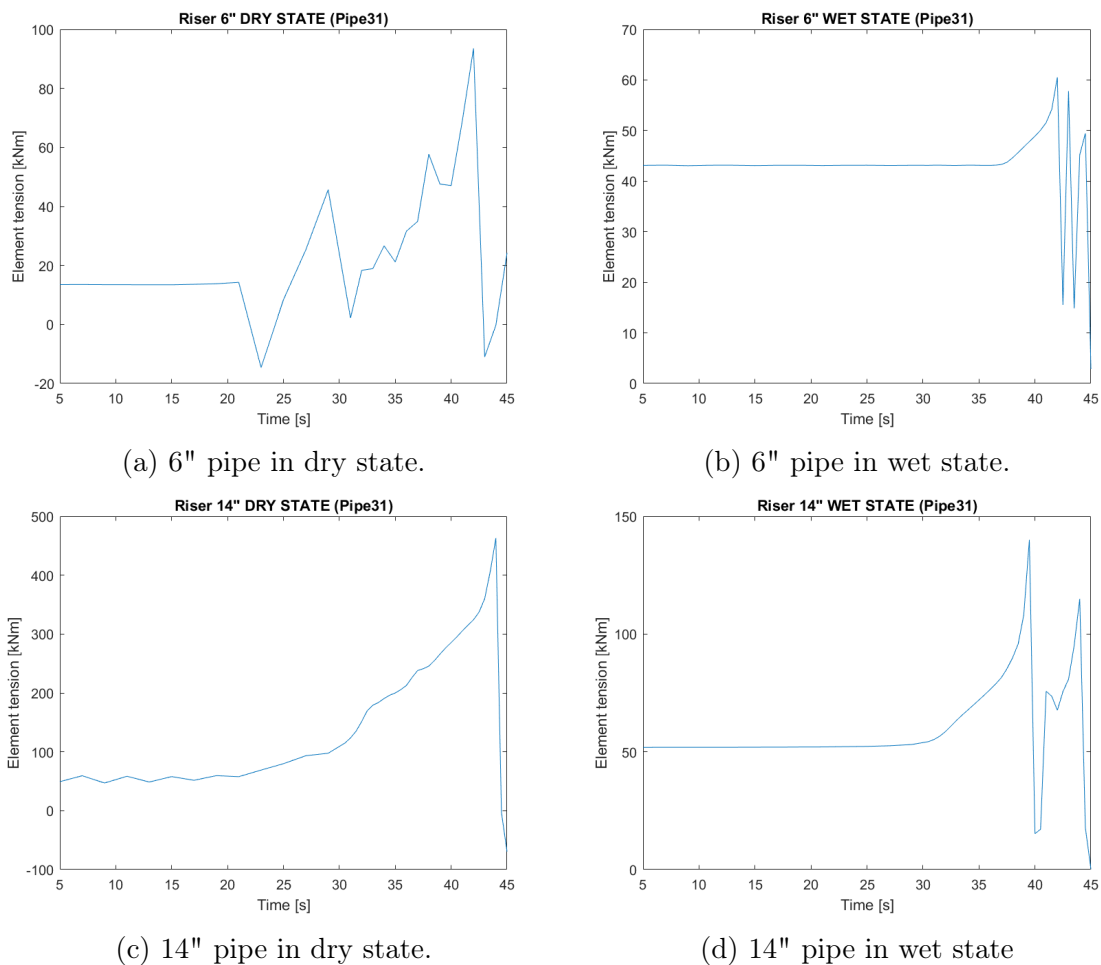 Riser 6" DRY STATE (Pipe31)
100
80
60
40
20
0
-20
Element tension [kNm]
5 10 15 20 25 30 35 40 45
Time [s]
(a) 6" pipe in dry state.
Riser 6" WET STATE (Pipe31)
70
60
50
40
30
20
10
0
Element tension [kNm]
5 10 15 20 25 30 35 40 45
Time [s]
(b) 6" pipe in wet state.
Riser 14" DRY STATE (Pipe31)
500
400
300
200
100
0
-100
Element tension [kNm]
5 10 15 20 25 30 35 40 45
Time [s]
(c) 14" pipe in dry state.
Riser 14" WET STATE (Pipe31)
150
100
50
0
Element tension [kNm]
5 10 15 20 25 30 35 40 45
Time [s]
(d) 14" pipe in wet state